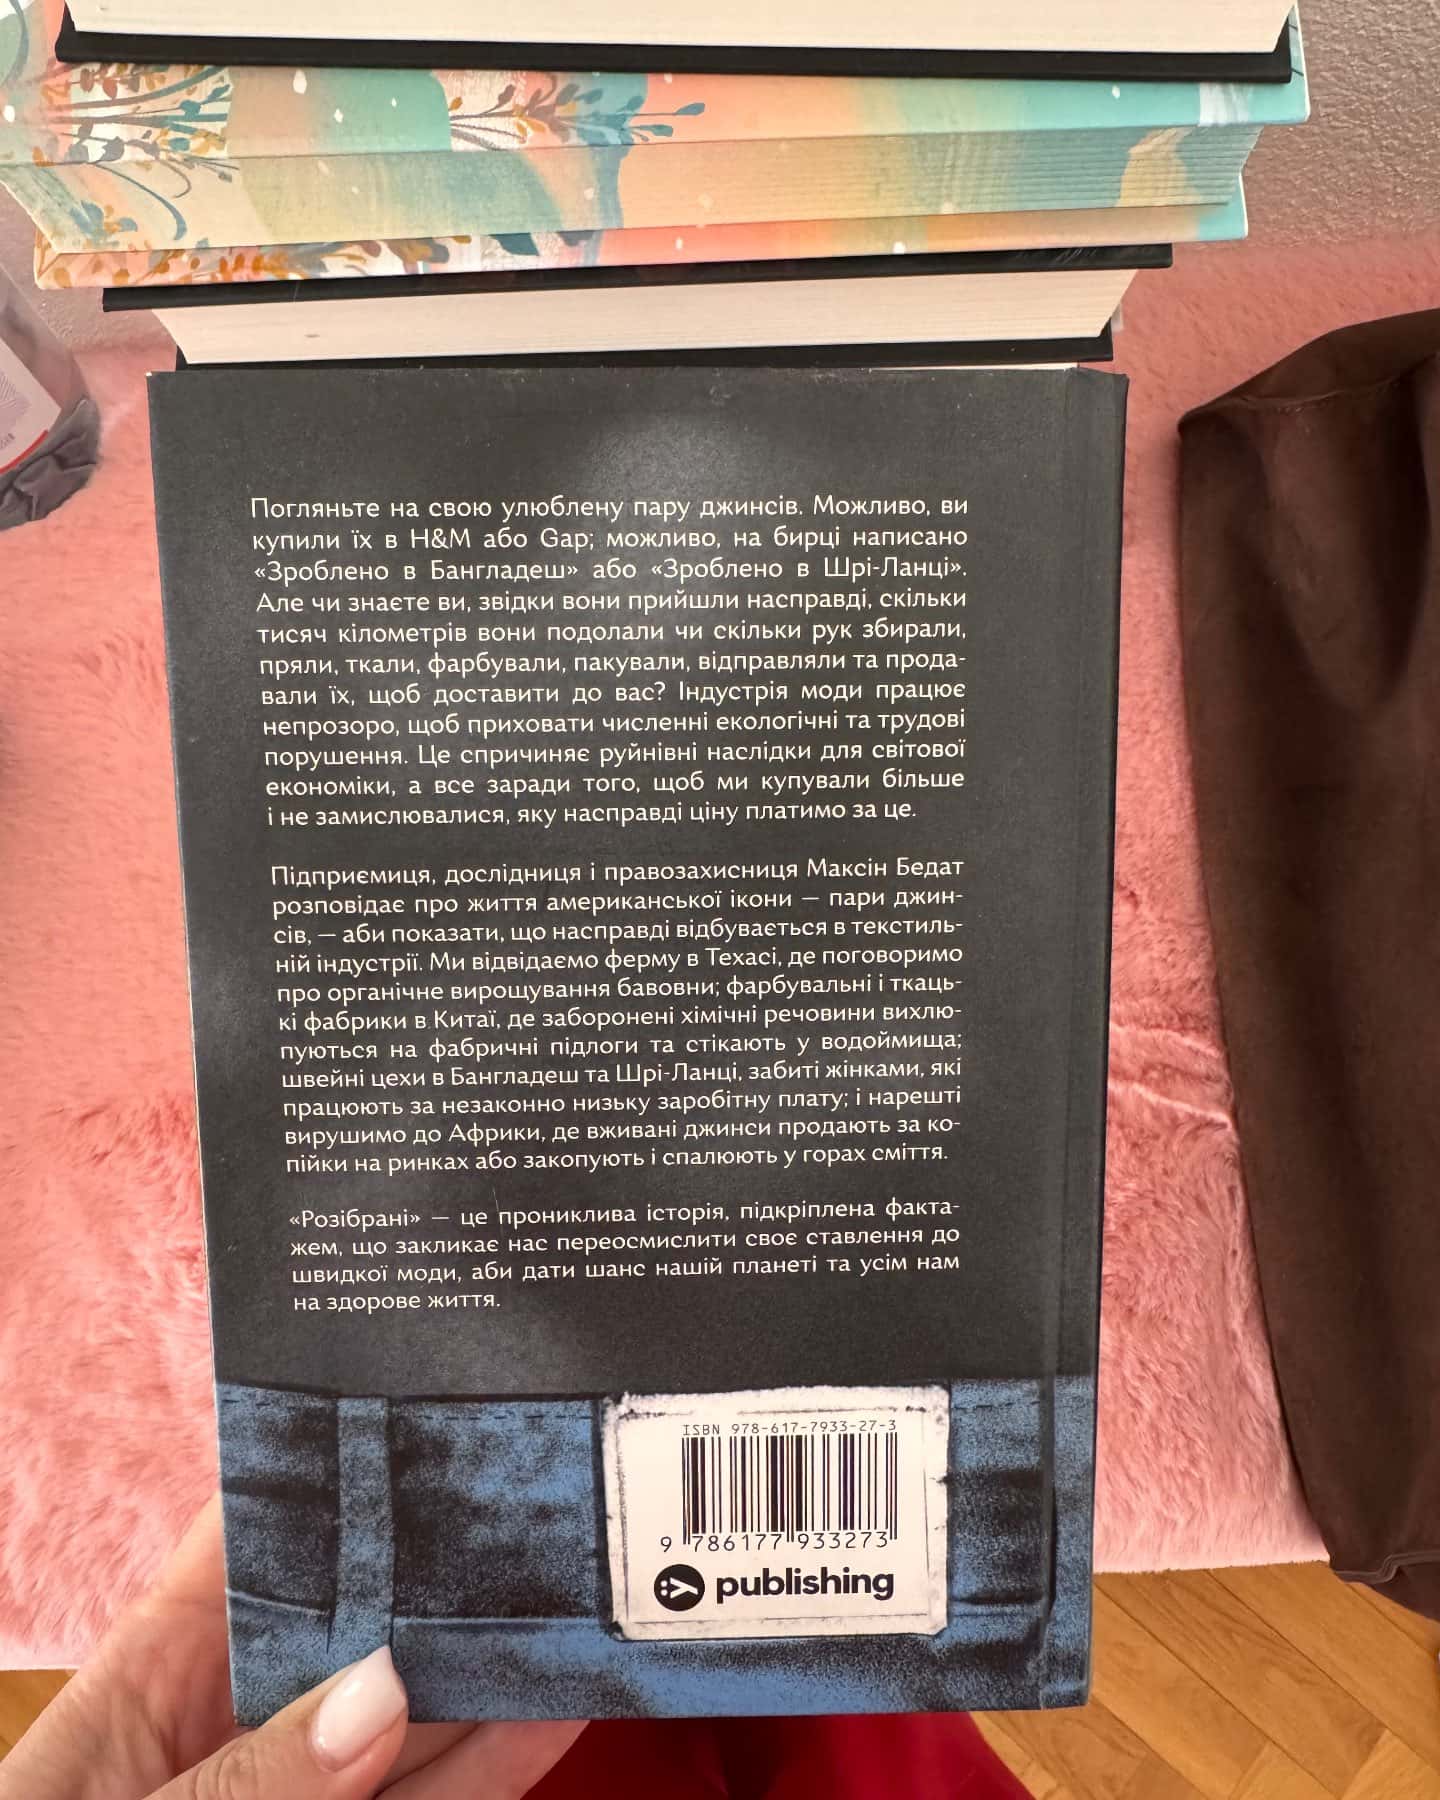 Погляньте на свою улюблену пару джинсів. Можливо, ви
купили їх в H&M або Gap; можливо, на бирці написано
«Зроблено в Бангладеш» або «Зроблено в Шрі-Ланці».
Але чи знаєте ви, звідки вони прийшли насправді, скільки
тисяч кілометрів вони подолали чи скільки рук збирали,
пряли, ткали, фарбували, пакували, відправляли та прода-
вали їх, щоб доставити до вас? Індустрія моди працює
непрозоро, щоб приховати численні екологічні та трудові
порушення. Це спричиняє руйнівні наслідки для світової
економіки, а все заради того, щоб ми купували більше
і не замислювалися, яку насправді ціну платимо за це.
Підприємиця, дослідниця і правозахисниця Максін Бедат
розповідає про життя американської ікони — пари джин-
сів, — аби показати, що насправді відбувається в текстиль-
ній індустрії. Ми відвідаємо ферму в Техасі, де поговоримо
про органічне вирощування бавовни; фарбувальні і ткаць-
кі фабрики в Китаї, де заборонені хімічні речовини вихлю-
пуються на фабричні підлоги та стікають у водоймища;
швейні цехи в Бангладеш та Шрі-Ланці, забиті жінками, які
працюють за незаконно низьку заробітну плату; і нарешті
вирушимо до Африки, де вживані джинси продають за ко-
пійки на ринках або закопують і спалюють у горах сміття.
«Розібрані» — це прониклива історія, підкріплена факта-
жем, що закликає нас переосмислити своє ставлення до
швидкої моди, аби дати шанс нашій планеті та усім нам
на здорове життя.
ISBN 978-617-7933-27-3
9 786177 933273
publishing